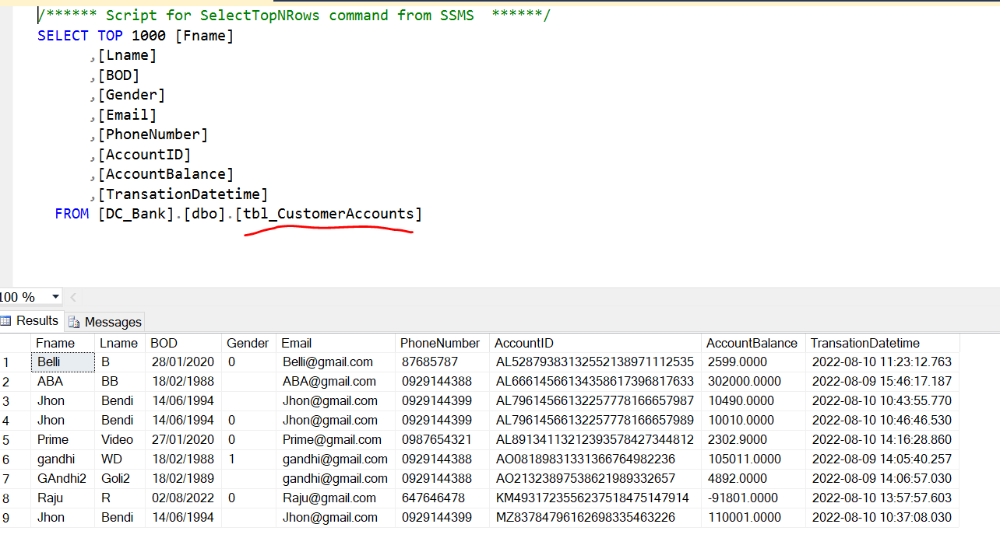 /****** Script for SelectTopNRows command from SSMS  ******/
SELECT TOP 1000 [Fname]
,[Lname]
,[BOD]
,[Gender]
,[Email]
,[PhoneNumber]
,[AccountID]
,[AccountBalance]
,[TransationDatetime]
FROM [DC_Bank].[dbo].[tbl_CustomerAccounts]
100 %
Results Messages
Fname Lname BOD Gender Email PhoneNumber AccountID AccountBalance TransationDatetime
1 Belli B 28/01/2020 0 Belli@gmail.com 87685787 AL52879383132552138971112535 2599.0000 2022-08-10 11:23:12.763
2 ABA BB 18/02/1988 ABA@gmail.com 0929144388 AL66614566134358617396817633 302000.0000 2022-08-09 15:46:17.187
3 Jhon Bendi 14/06/1994 Jhon@gmail.com 0929144399 AL79614566132257778166657987 10490.0000 2022-08-10 10:43:55.770
4 Jhon Bendi 14/06/1994 0 Jhon@gmail.com 0929144399 AL79614566132257778166657989 10010.0000 2022-08-10 10:46:46.530
5 Prime Video 27/01/2020 0 Prime@gmail.com 0987654321 AL89134113212393578427344812 2302.9000 2022-08-10 14:16:28.860
6 gandhi WD 18/02/1988 1 gandhi@gmail.com 0929144388 AO08189831331366764982236 105011.0000 2022-08-09 14:05:40.257
7 GAndhi2 Goli2 18/02/1989 gandhi@gmail.com 0929144388 AO21323897538621989332657 4892.0000 2022-08-09 14:06:57.030
8 Raju R 02/08/2022 0 Raju@gmail.com 647646478 KM4931723556237518475147914 -91801.0000 2022-08-10 13:57:57.603
9 Jhon Bendi 14/06/1994 Jhon@gmail.com 0929144399 MZ83784796162698335463226 110001.0000 2022-08-10 10:37:08.030